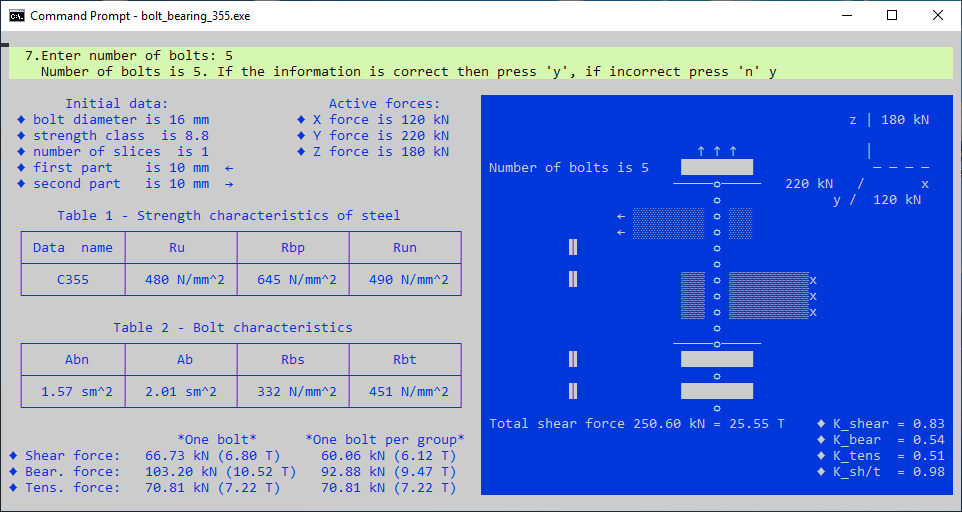 Command Prompt - bolt_bearing_355.exe
7.Enter number of bolts: 5
Number of bolts is 5. If the information is correct then press 'y', if incorrect press 'n' y
Initial data:
♦ bolt diameter is 16 mm
♦ strength class  is 8.8
♦ number of slices  is 1
♦ first part   is 10 mm  ←
♦ second part  is 10 mm  →
Active forces:
♦ X force is 120 kN
♦ Y force is 220 kN
♦ Z force is 180 kN
Table 1 - Strength characteristics of steel
Data  name | Ru | Rbp | Run
C355 | 480 N/mm^2 | 645 N/mm^2 | 490 N/mm^2
Table 2 - Bolt characteristics
Abn | Ab | Rbs | Rbt
1.57 sm^2 | 2.01 sm^2 | 332 N/mm^2 | 451 N/mm^2
*One bolt*   *One bolt per group*
♦ Shear force:   66.73 kN (6.80 T)   60.06 kN (6.12 T)
♦ Bear. force:  103.20 kN (10.52 T)  92.88 kN (9.47 T)
♦ Tens. force:   70.81 kN (7.22 T)   70.81 kN (7.22 T)
z | 180 kN
↑ ↑ ↑
Number of bolts is 5
220 kN   /   x
y /  120 kN
←
←
x
x
x
Total shear force 250.60 kN = 25.55 T
♦ K_shear = 0.83
♦ K_bear  = 0.54
♦ K_tens  = 0.51
♦ K_sh/t  = 0.98